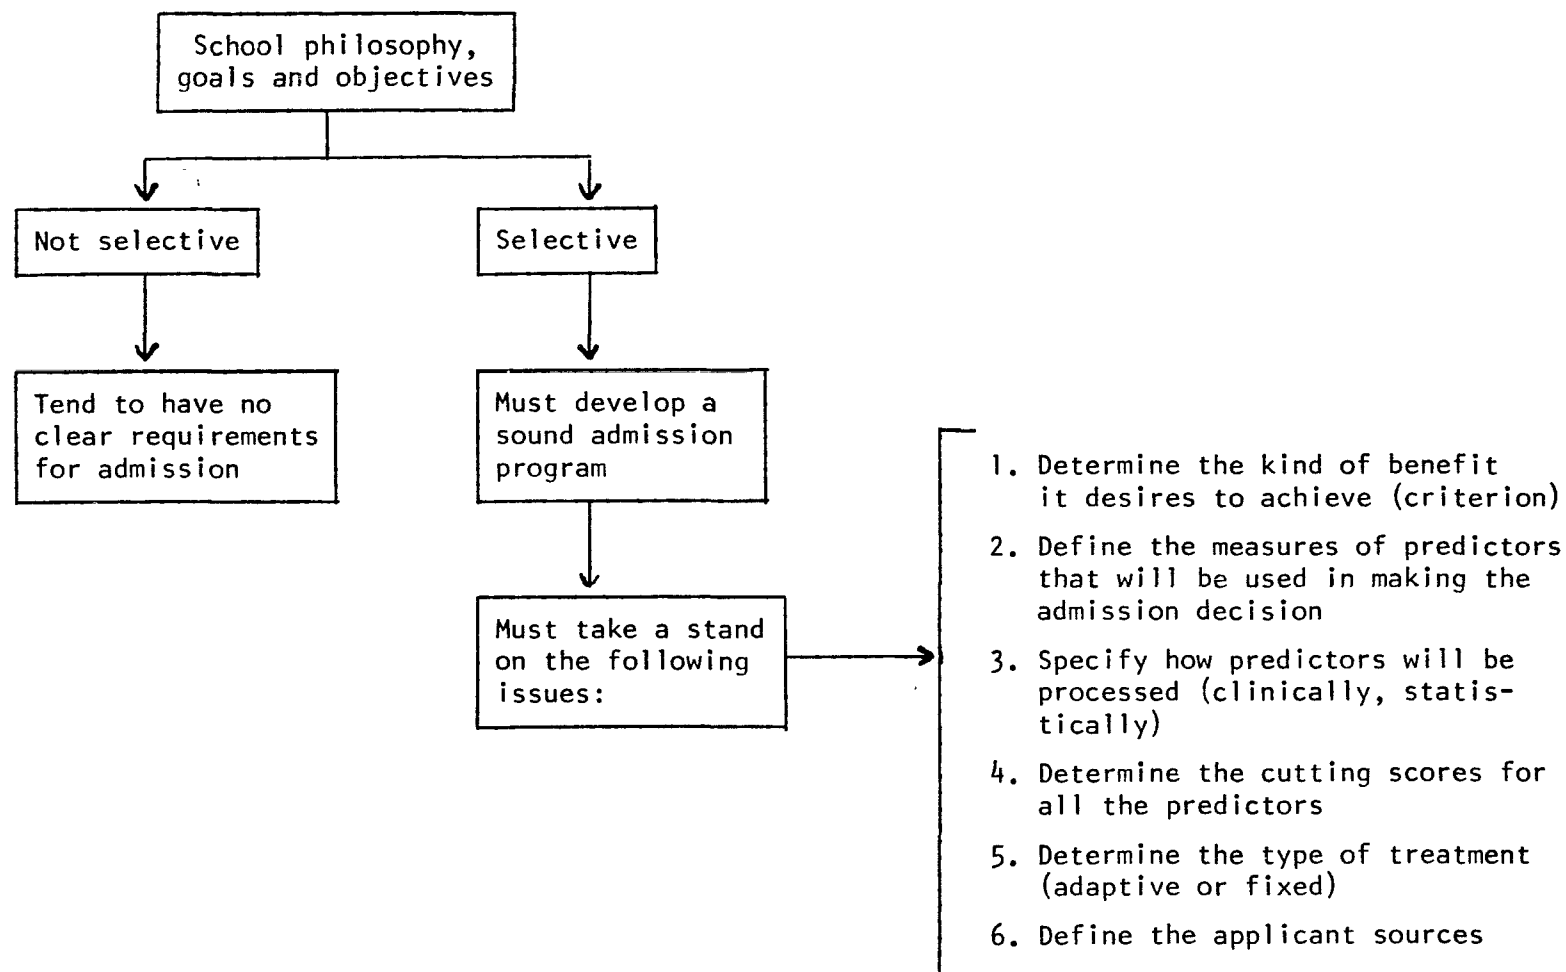 School philosophy,
goals and objectives
Not selective
Selective
Tend to have no
clear requirements
for admission
Must develop a
sound admission
program
Must take a stand
on the following
issues:
1. Determine the kind of benefit
it desires to achieve (criterion)
2. Define the measures of predictors
that will be used in making the
admission decision
3. Specify how predictors will be
processed (clinically, statis-
tically)
4. Determine the cutting scores for
all the predictors
5. Determine the type of treatment
(adaptive or fixed)
6. Define the applicant sources